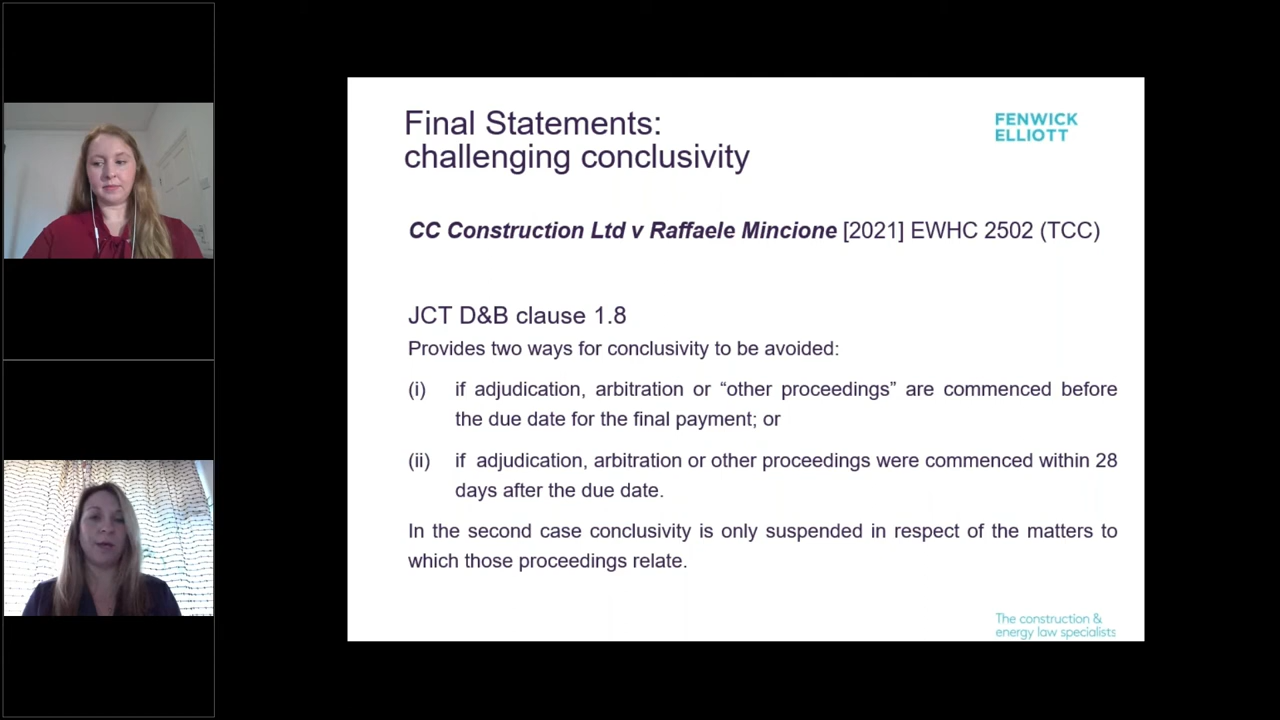 Final Statements:
challenging conclusivity
FENWICK
ELLIOTT
CC Construction Ltd v Raffaele Mincione [2021] EWHC 2502 (TCC)
JCT D&B clause 1.8
Provides two ways for conclusivity to be avoided:
(i) if adjudication, arbitration or “other proceedings” are commenced before
the due date for the final payment; or
(ii) if adjudication, arbitration or other proceedings were commenced within 28
days after the due date.
In the second case conclusivity is only suspended in respect of the matters to
which those proceedings relate.
The construction &
energy law specialists